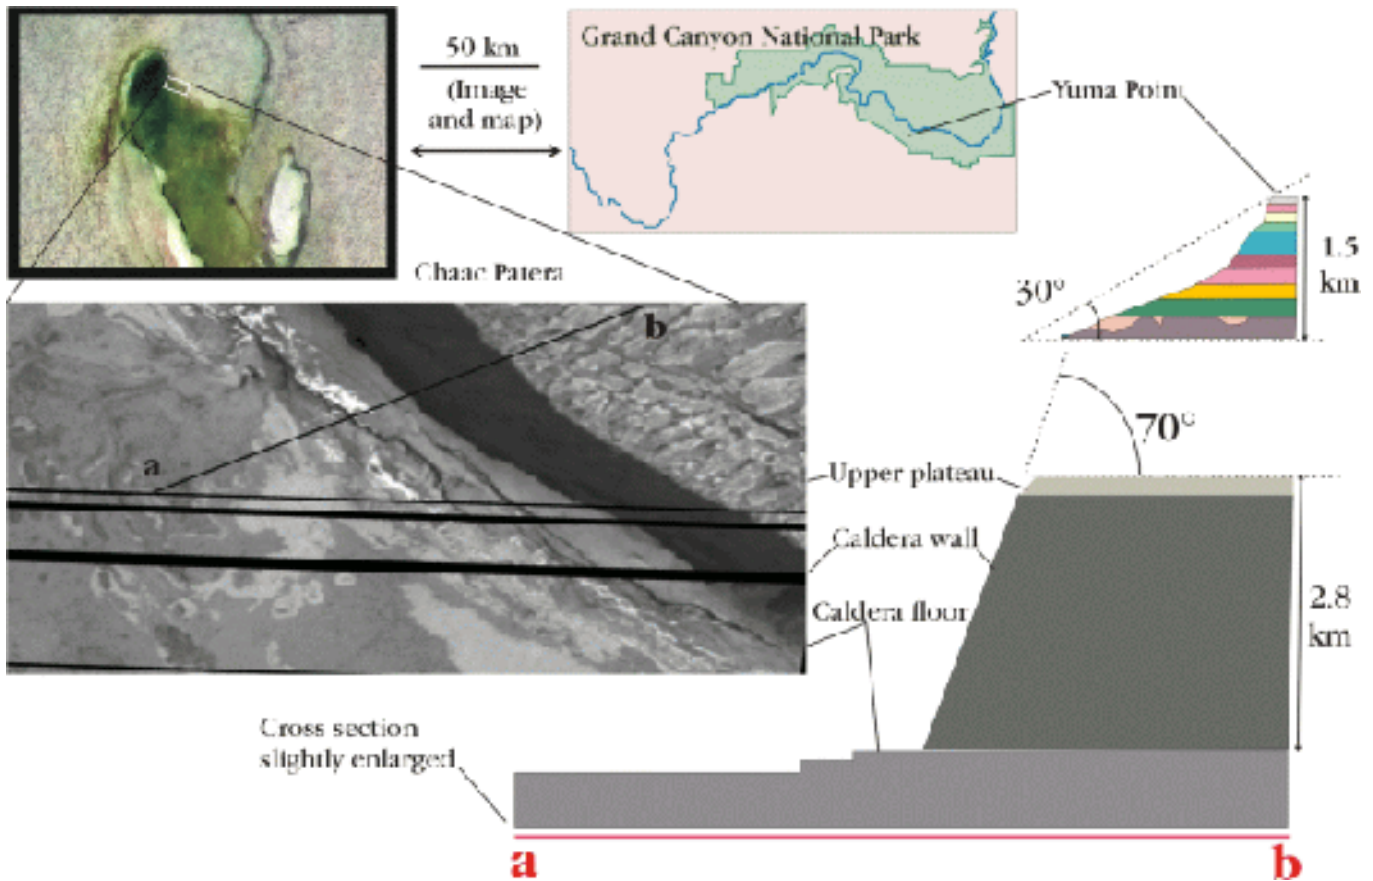 50 km
(Image
and map)
Grand Canyon National Park
Yuma Point
Chaac Patera
1.5
km
30°
b
a
70°
Upper plateau
Caldera wall
Caldera floor
2.8
km
Cross section
slightly enlarged
a
b